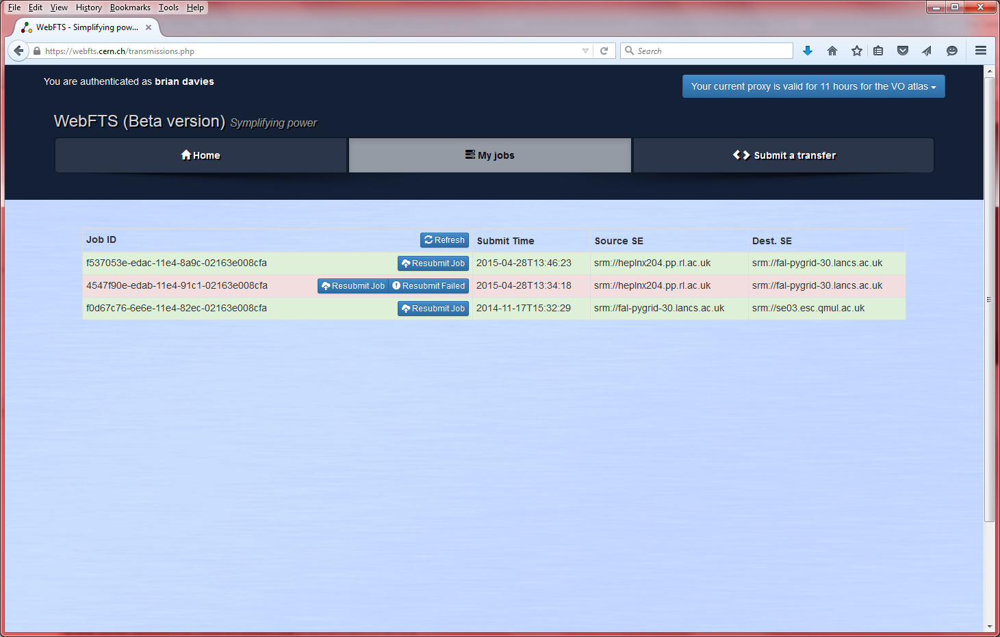 File Edit View History Bookmarks Tools Help
WebFTS - Simplifying pow...
https://webfts.cern.ch/transmissions.php
Search
You are authenticated as brian davies
Your current proxy is valid for 11 hours for the VO atlas
WebFTS (Beta version) Symplifying power
Home
My jobs
Submit a transfer
Job ID Refresh Submit Time Source SE Dest. SE
f537053e-edac-11e4-8a9c-02163e008cfa Resubmit Job 2015-04-28T13:46:23 srm://heplnx204.pp.rl.ac.uk srm://fal-pygrid-30.lancs.ac.uk
4547f90e-edab-11e4-91c1-02163e008cfa Resubmit Job Resubmit Failed 2015-04-28T13:34:18 srm://heplnx204.pp.rl.ac.uk srm://fal-pygrid-30.lancs.ac.uk
f0d67c76-6e6e-11e4-82ec-02163e008cfa Resubmit Job 2014-11-17T15:32:29 srm://fal-pygrid-30.lancs.ac.uk srm://se03.esc.qmul.ac.uk